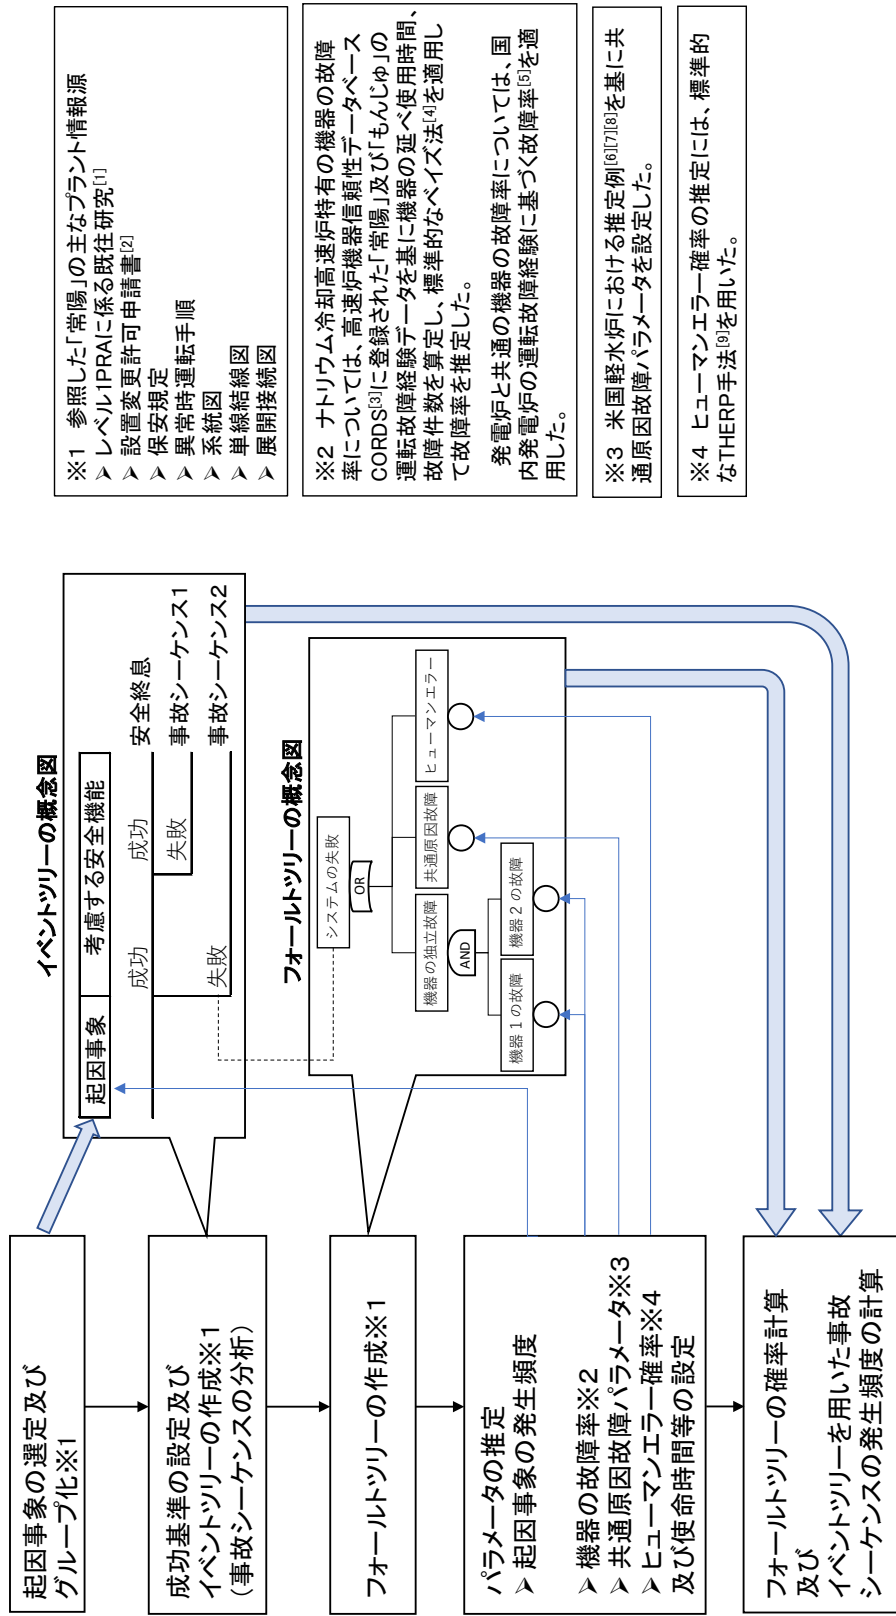 起因事象の選定及び
グループ化※1
成功基準の設定及び
イベントツリーの作成※1
(事故シーケンスの分析)
フォールトツリーの作成※1
パラメータの推定
➢ 起因事象の発生頻度
➢ 機器の故障率※2
➢ 共通原因故障パラメータ※3
➢ ヒューマンエラー確率※4
及び使命時間等の設定
フォールトツリーの確率計算
及び
イベントツリーを用いた事故
シーケンスの発生頻度の計算
イベントツリーの概念図
起因事象 考慮する安全機能
成功 成功 安全終息
失敗 事故シーケンス1
失敗 事故シーケンス2
フォールトツリーの概念図
システムの失敗
OR
機器の独立故障 共通原因故障 ヒューマンエラー
AND
機器1の故障 機器2の故障
※1 参照した「常陽」の主なプラント情報源
➢ レベル1PRAに係る既往研究[1]
➢ 設置変更許可申請書[2]
➢ 保安規定
➢ 異常時運転手順
➢ 系統図
➢ 単線結線図
➢ 展開接続図
※2 ナトリウム冷却高速炉特有の機器の故障
率については、高速炉機器信頼性データベース
CORDS[3]に登録された「常陽」及び「もんじゅ」の
運転故障経験データを基に機器の延べ使用時間、
故障件数を算定し、標準的なベイズ法[4]を適用し
て故障率を推定した。
発電炉と共通の機器の故障率については、国
内発電炉の運転故障経験に基づく故障率[5]を適
用した。
※3 米国軽水炉における推定例[6][7][8]を基に共
通原因故障パラメータを設定した。
※4 ヒューマンエラー確率の推定には、標準的
なTHERP手法[9]を用いた。